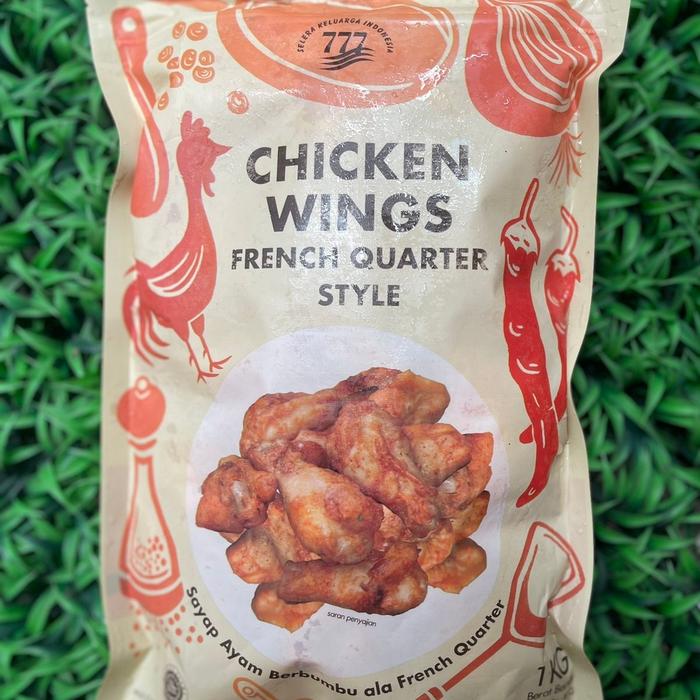 SELERA KELUARGA INDONESIA
777
CHICKEN
WINGS
FRENCH QUARTER
STYLE
saran penyajian
Sayap Ayam Berbumbu ala French Quarter
1 KG
Berat